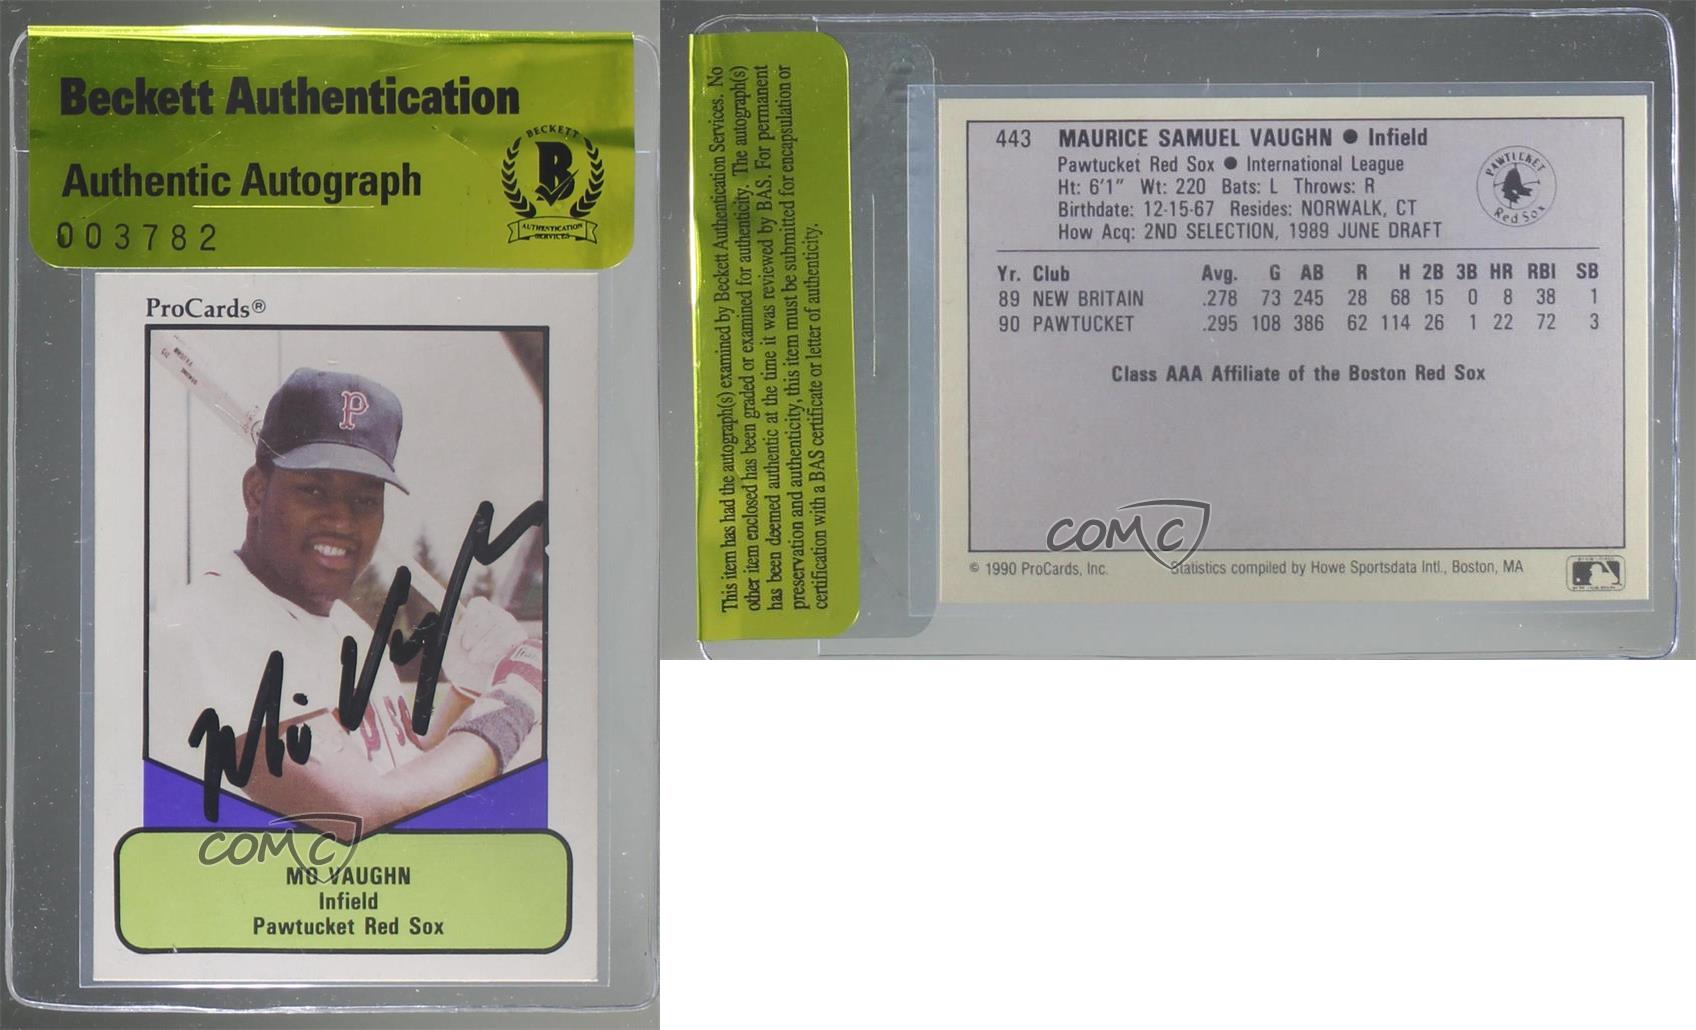 Beckett Authentication
Authentic Autograph
003782
BECKETT
B
AUTHENTICATION
SERVICES
ProCards®
P
COMC
MO VAUGHN
Infield
Pawtucket Red Sox
This item has had the autograph(s) examined by Beckett Authentication Services. No
other item enclosed has been graded or examined for authenticity. The autograph(s)
has been deemed authentic at the time it was reviewed by BAS. For permanent
preservation and authenticity, this item must be submitted for encapsulation or
certification with a BAS certificate or letter of authenticity.
443 MAURICE SAMUEL VAUGHN ● Infield
Pawtucket Red Sox ● International League
Ht: 6'1" Wt: 220 Bats: L Throws: R
Birthdate: 12-15-67 Resides: NORWALK, CT
How Acq: 2ND SELECTION, 1989 JUNE DRAFT
PAWTUCKET
Red Sox
Yr. Club Avg. G AB R H 2B 3B HR RBI SB
89 NEW BRITAIN .278 73 245 28 68 15 0 8 38 1
90 PAWTUCKET .295 108 386 62 114 26 1 22 72 3
Class AAA Affiliate of the Boston Red Sox
COMC
© 1990 ProCards, Inc. Statistics compiled by Howe Sportsdata Intl., Boston, MA